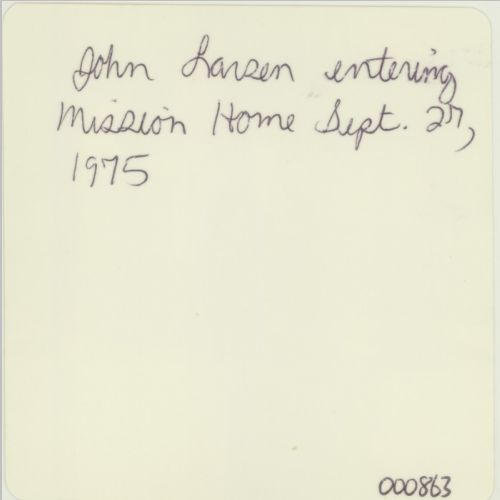 John Larsen entering
Mission Home Sept. 27,
1975
000863